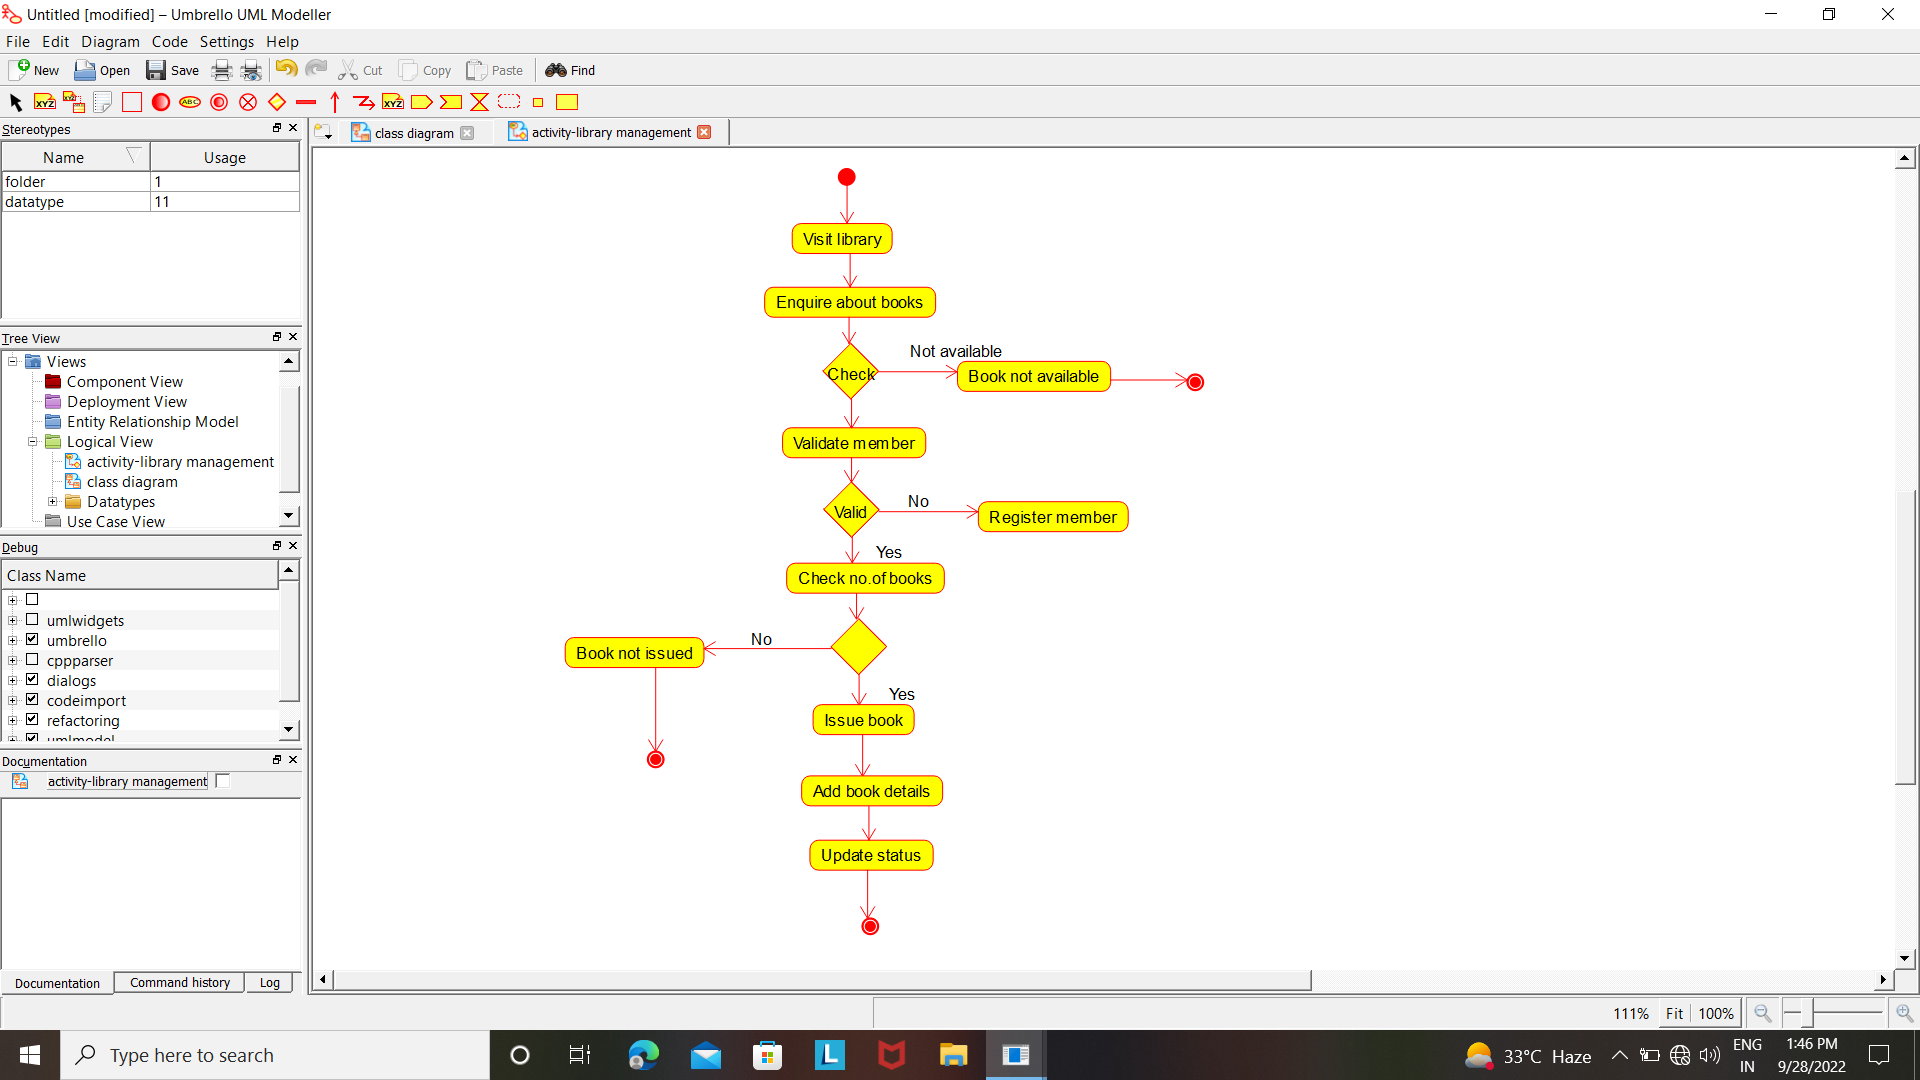 Untitled [modified] – Umbrello UML Modeller
File Edit Diagram Code Settings Help
New Open Save Cut Copy Paste Find
XYZ XYZ ABC XYZ
Stereotypes
Name Usage
folder 1
datatype 11
Tree View
Views
Component View
Deployment View
Entity Relationship Model
Logical View
activity-library management
class diagram
Datatypes
Use Case View
Debug
Class Name
umlwidgets
umbrello
cppparser
dialogs
codeimport
refactoring
umlmodel
Documentation
activity-library management
Documentation Command history Log
class diagram activity-library management
Visit library
Enquire about books
Not available
Check
Book not available
Validate member
No
Valid
Register member
Yes
Check no.of books
No
Book not issued
Yes
Issue book
Add book details
Update status
111% Fit 100%
Type here to search
L
33°C Haze
ENG
IN
1:46 PM
9/28/2022